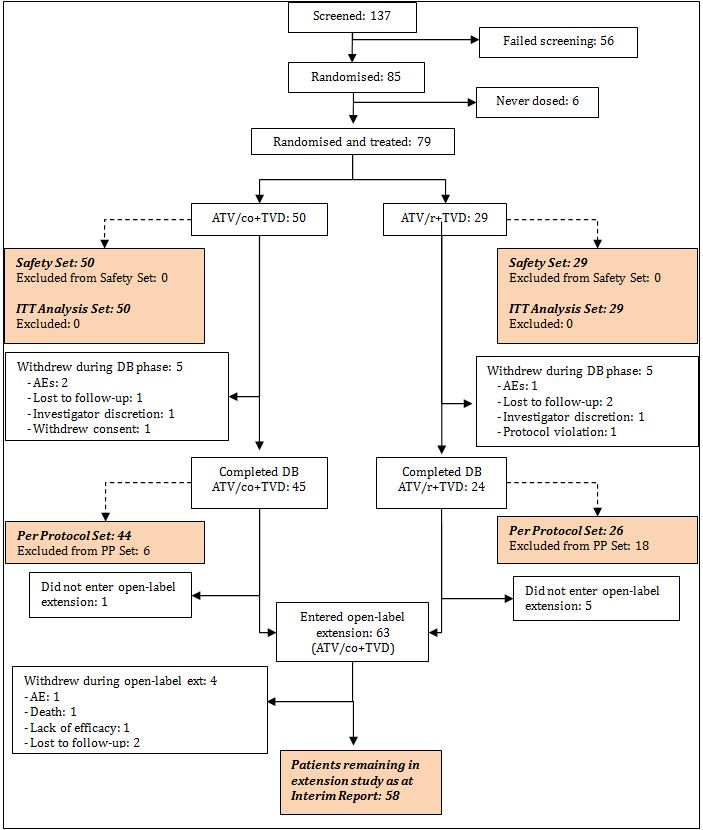 Screened: 137
Failed screening: 56
Randomised: 85
Never dosed: 6
Randomised and treated: 79
ATV/co+TVD: 50
ATV/r+TVD: 29
Safety Set: 50
Excluded from Safety Set: 0
ITT Analysis Set: 50
Excluded: 0
Safety Set: 29
Excluded from Safety Set: 0
ITT Analysis Set: 29
Excluded: 0
Withdrew during DB phase: 5
- AEs: 2
- Lost to follow-up: 1
- Investigator discretion: 1
- Withdrew consent: 1
Withdrew during DB phase: 5
- AEs: 1
- Lost to follow-up: 2
- Investigator discretion: 1
- Protocol violation: 1
Completed DB
ATV/co+TVD: 45
Completed DB
ATV/r+TVD: 24
Per Protocol Set: 44
Excluded from PP Set: 6
Per Protocol Set: 26
Excluded from PP Set: 18
Did not enter open-label
extension: 1
Did not enter open-label
extension: 5
Entered open-label
extension: 63
(ATV/co+TVD)
Withdrew during open-label ext: 4
- AE: 1
- Death: 1
- Lack of efficacy: 1
- Lost to follow-up: 2
Patients remaining in
extension study as at
Interim Report: 58